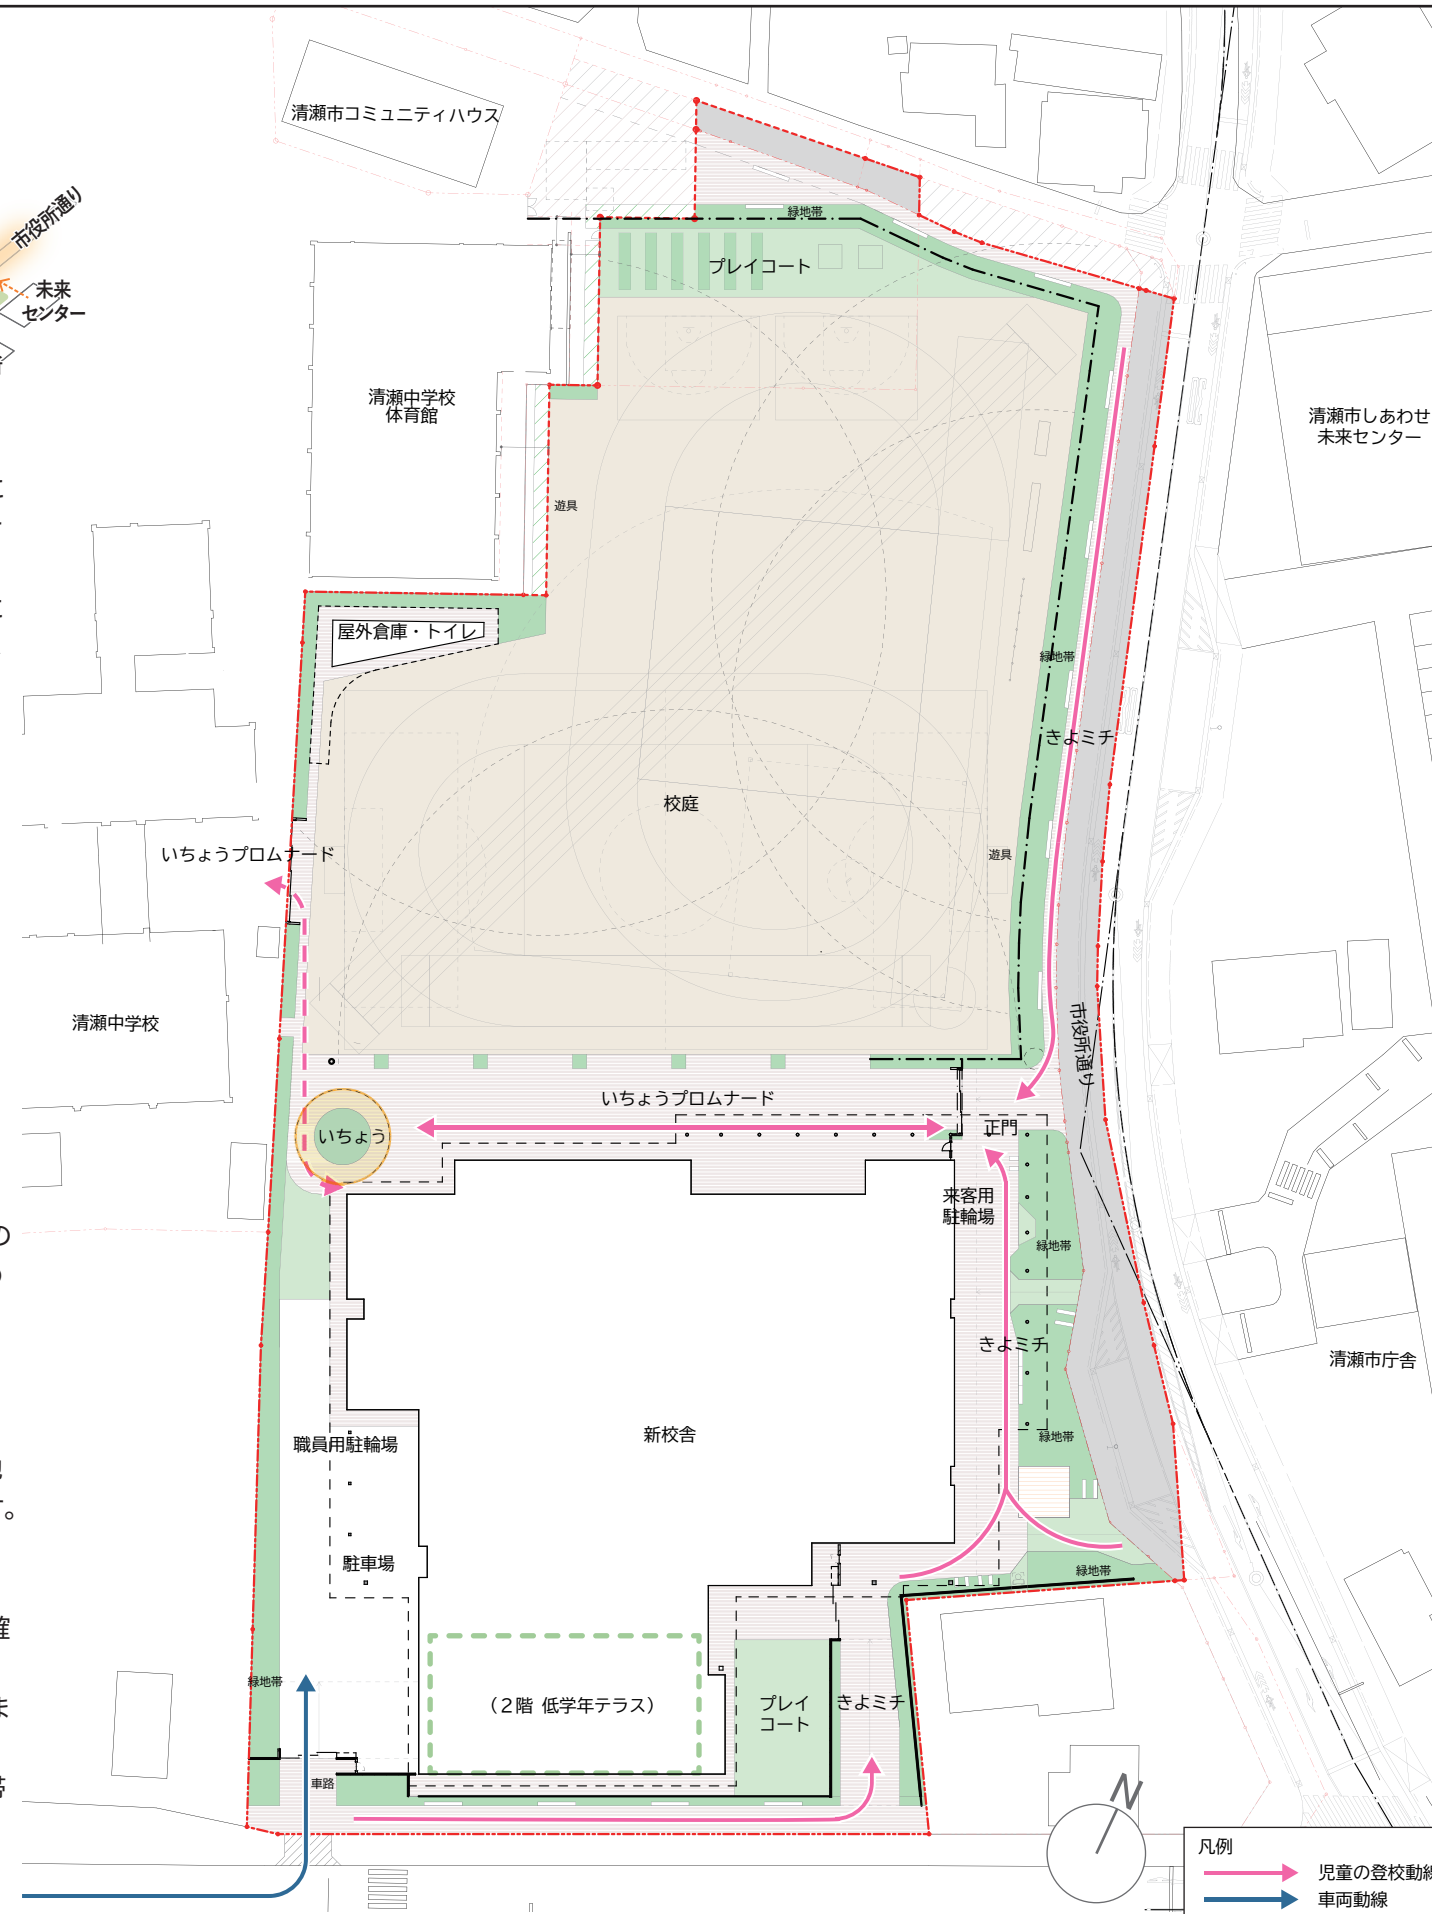 清瀬市コミュニティハウス
市役所通り
未来
センター
緑地帯
プレイコート
清瀬中学校
体育館
清瀬市しあわせ
未来センター
遊具
屋外倉庫・トイレ
緑地帯
きよミチ
校庭
いちょうプロムナード
遊具
清瀬中学校
市役所通り
いちょうプロムナード
いちょう
正門
来客用
駐輪場
緑地帯
きよミチ
清瀬市庁舎
職員用駐輪場
新校舎
緑地帯
駐車場
緑地帯
緑地帯
(2階 低学年テラス)
プレイ
コート
きよミチ
車路
N
凡例
児童の登校動線
車両動線